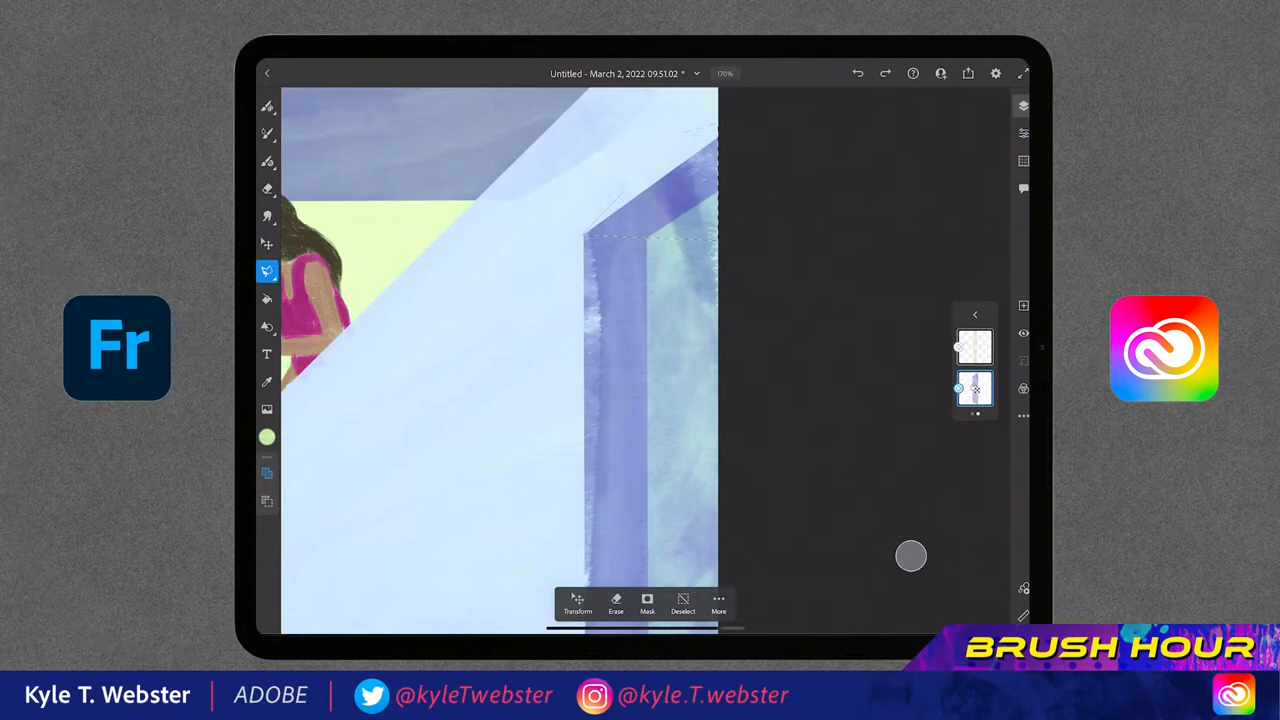 Untitled - March 2, 2022 09.51.02 *
170%
T
Fr
Transform
Erase
Mask
Deselect
More
BRUSH HOUR
Kyle T. Webster | ADOBE | @kyleTwebster @kyle.T.webster